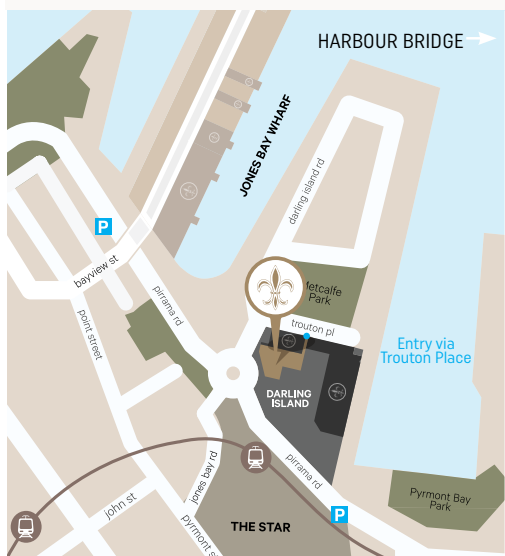 HARBOUR BRIDGE
JONES BAY WHARF
darling island rd
P
bayview st
pirrama rd
point street
Metcalfe
Park
trouton pl
Entry via
Trouton Place
DARLING
ISLAND
jones bay rd
pirrama rd
john st
P
Pyrmont Bay
Park
THE STAR
pyrmont s